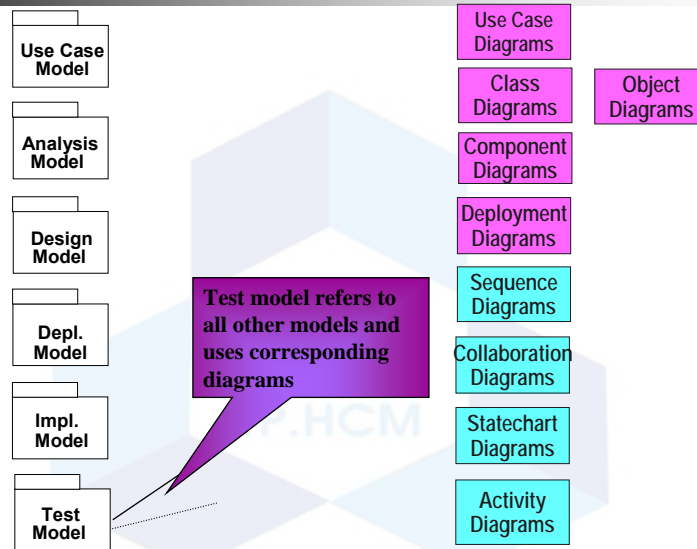 Use Case
Model
Analysis
Model
Design
Model
Depl.
Model
Impl.
Model
Test
Model
Test model refers to
all other models and
uses corresponding
diagrams
P.HCM
Use Case
Diagrams
Class
Diagrams
Object
Diagrams
Component
Diagrams
Deployment
Diagrams
Sequence
Diagrams
Collaboration
Diagrams
Statechart
Diagrams
Activity
Diagrams